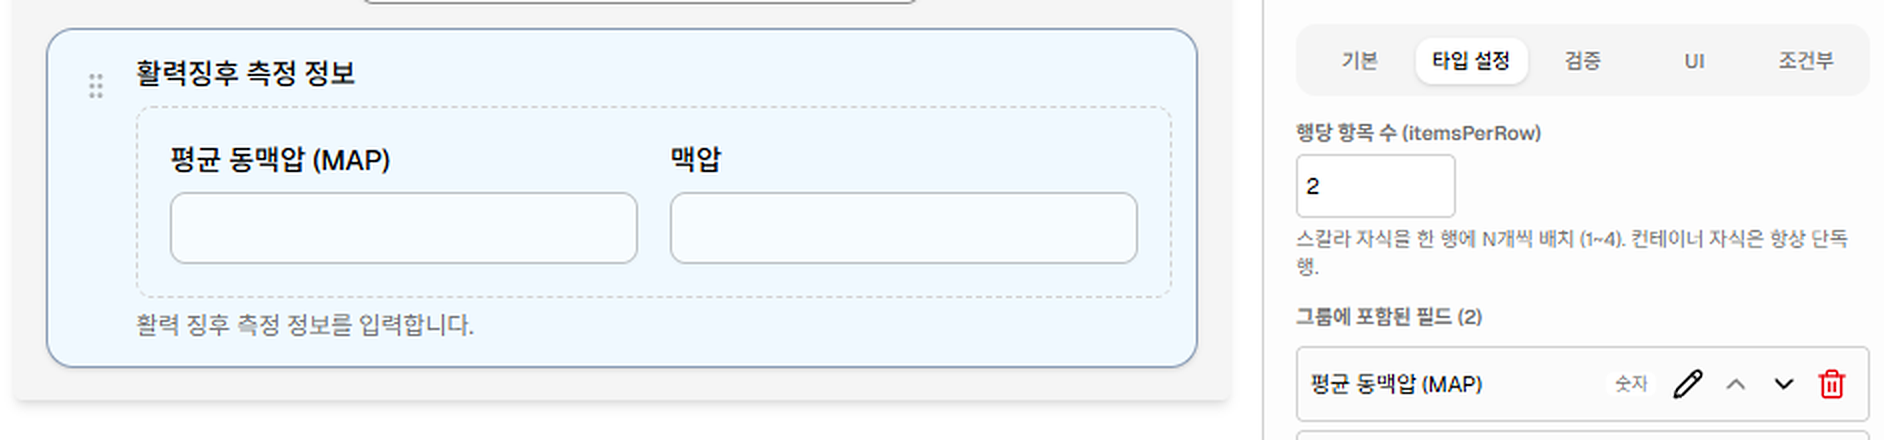 활력징후 측정 정보
평균 동맥압 (MAP)
맥압
활력 징후 측정 정보를 입력합니다.
기본
타입 설정
검증
UI
조건부
행당 항목 수 (itemsPerRow)
2
스칼라 자식을 한 행에 N개씩 배치 (1~4). 컨테이너 자식은 항상 단독
행.
그룹에 포함된 필드 (2)
평균 동맥압 (MAP)
숫자